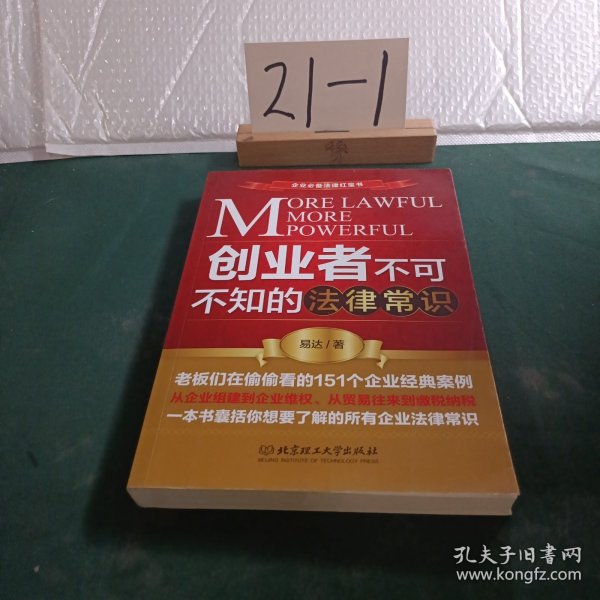 21-1
企业必备法律红宝书
MORE LAWFUL
MORE
POWERFUL
创业者不可
不知的法律常识
易达/著
老板们在偷偷看的151个企业经典案例
从企业组建到企业维权、从贸易往来到缴税纳税
一本书囊括你想要了解的所有企业法律常识
北京理工大学出版社
BEIJING INSTITUTE OF TECHNOLOGY PRESS
孔夫子旧书网
www.kongfz.com